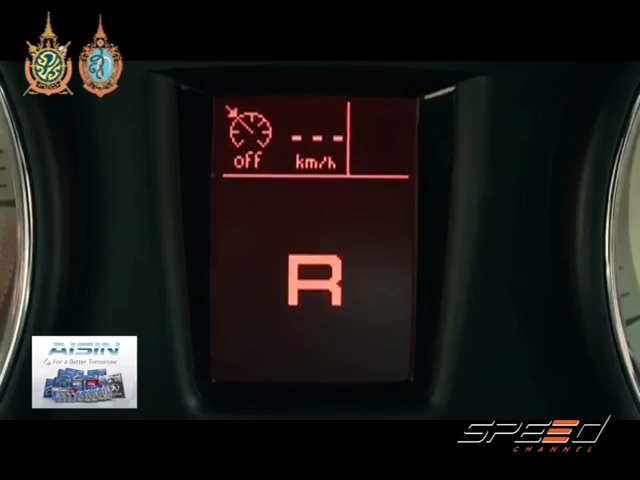 off
--- km/h
R
AISIN
For a Better Tomorrow
SPEED
CHANNEL